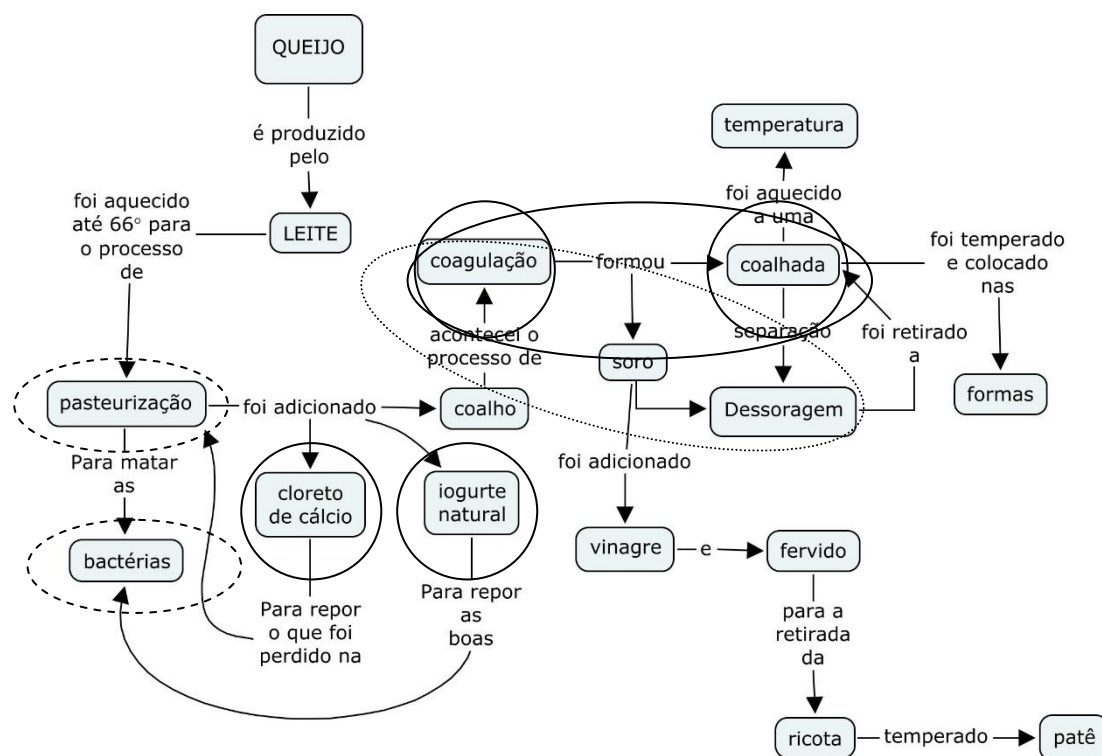 QUEIJO
é produzido
pelo
LEITE
foi aquecido
até 66° para
o processo
de
pasteurização
Para matar
as
bactérias
foi adicionado
coalho
acontecei o
processo de
coagulação
formou
coalhada
foi aquecido
a uma
temperatura
separação
foi temperado
e colocado
nas
formas
foi retirado
a
soro
Dessoragem
cloreto
de cálcio
Para repor
o que foi
perdido na
iogurte
natural
Para repor
as
boas
foi adicionado
vinagre
e
fervido
para a
retirada
da
ricota
temperado
patê